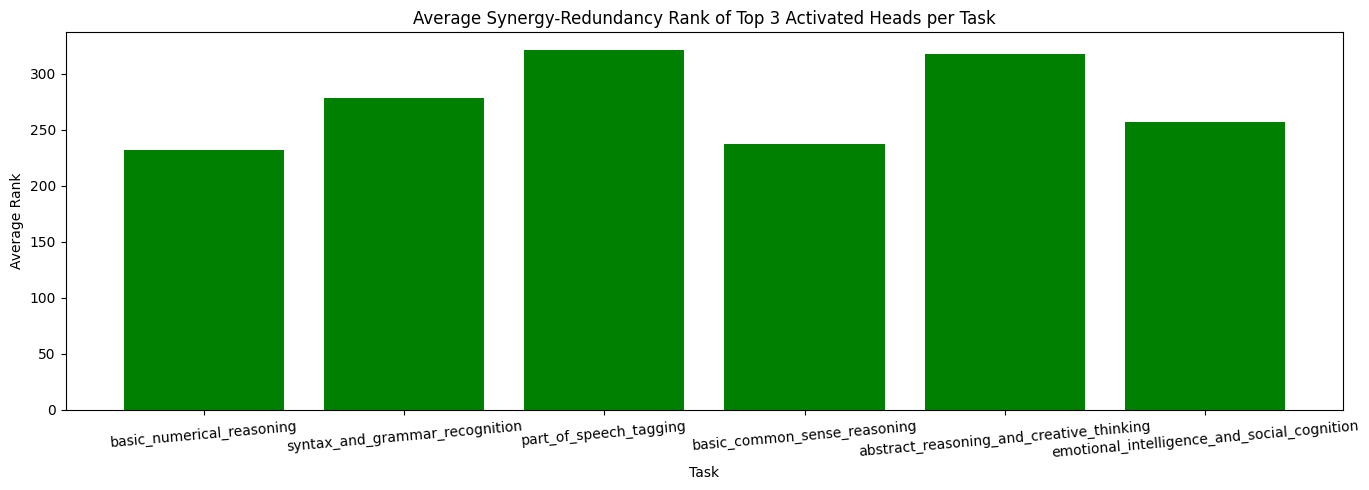 Average Synergy-Redundancy Rank of Top 3 Activated Heads per Task
Average Rank
300
250
200
150
100
50
0
basic_numerical_reasoning
syntax_and_grammar_recognition
part_of_speech_tagging
basic_common_sense_reasoning
abstract_reasoning_and_creative_thinking
emotional_intelligence_and_social_cognition
Task